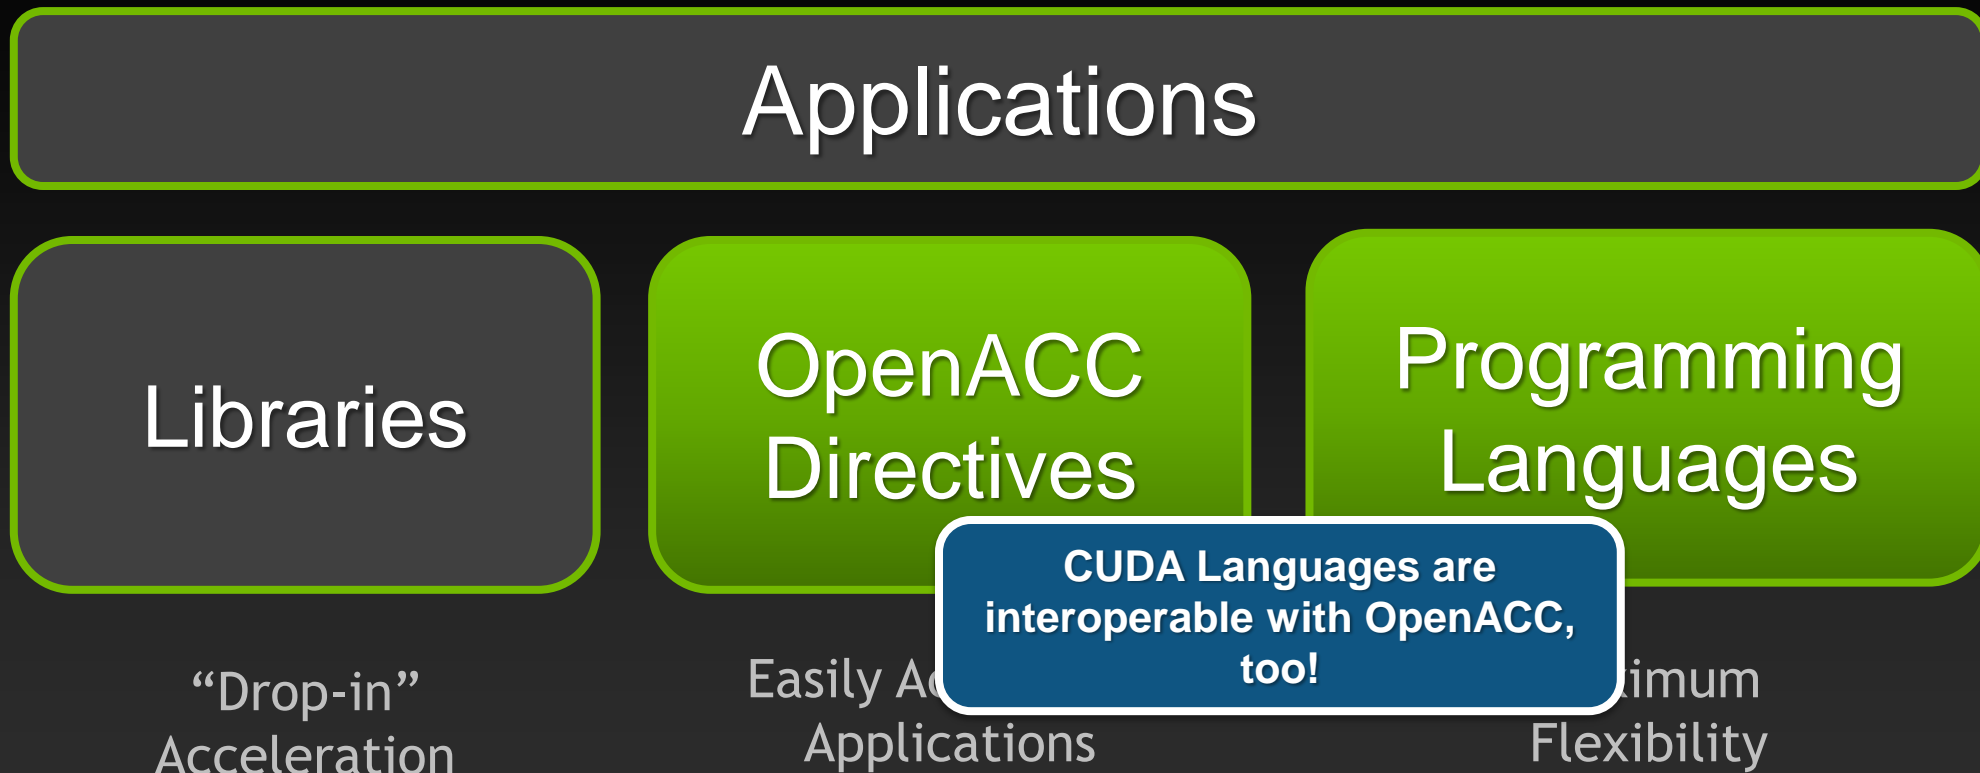 Applications
Libraries
OpenACC
Directives
Programming
Languages
CUDA Languages are
interoperable with OpenACC,
too!
“Drop-in”
Acceleration
Easily
Applications
Flexibility